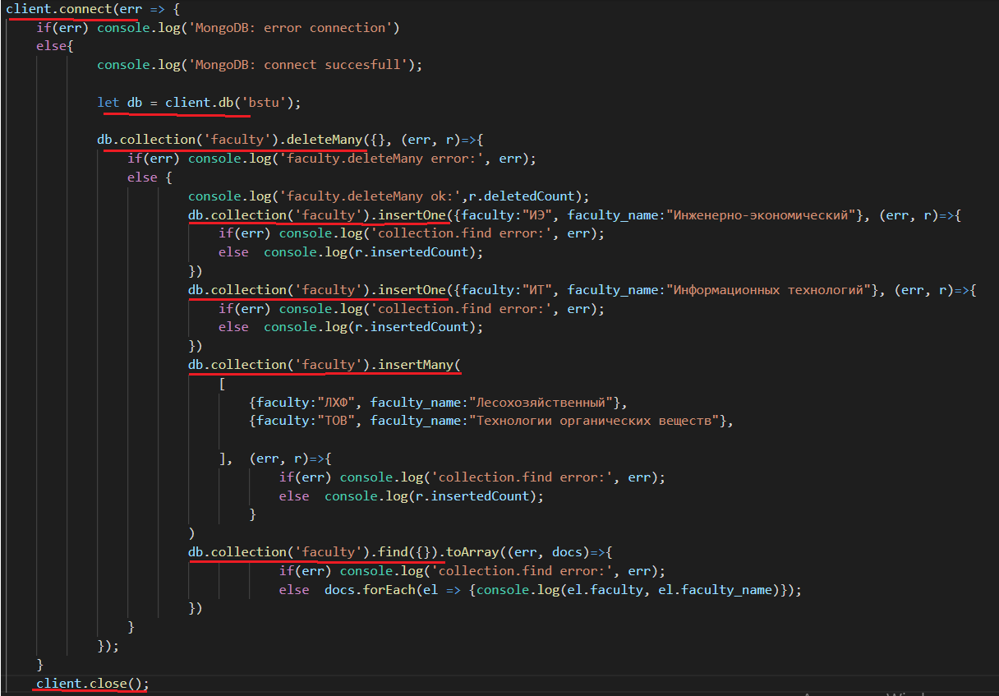 client.connect(err => {
    if(err) console.log('MongoDB: error connection')
    else{
            console.log('MongoDB: connect succesfull');
            let db = client.db('bstu');
            db.collection('faculty').deleteMany({}, (err, r)=>{
                if(err) console.log('faculty.deleteMany error:', err);
                else {
                        console.log('faculty.deleteMany ok:',r.deletedCount);
                        db.collection('faculty').insertOne({faculty:"ИЭ", faculty_name:"Инженерно-экономический"}, (err, r)=>{
                            if(err) console.log('collection.find error:', err);
                            else  console.log(r.insertedCount);
                        })
                        db.collection('faculty').insertOne({faculty:"ИТ", faculty_name:"Информационных технологий"}, (err, r)=>{
                            if(err) console.log('collection.find error:', err);
                            else  console.log(r.insertedCount);
                        })
                        db.collection('faculty').insertMany(
                            [
                                {faculty:"ЛХФ", faculty_name:"Лесохозяйственный"},
                                {faculty:"ТОВ", faculty_name:"Технологии органических веществ"},
                            ],  (err, r)=>{
                                    if(err) console.log('collection.find error:', err);
                                    else  console.log(r.insertedCount);
                                }
                        )
                        db.collection('faculty').find({}).toArray((err, docs)=>{
                                    if(err) console.log('collection.find error:', err);
                                    else  docs.forEach(el => {console.log(el.faculty, el.faculty_name)});
                        })
                }
            });
    }
    client.close();